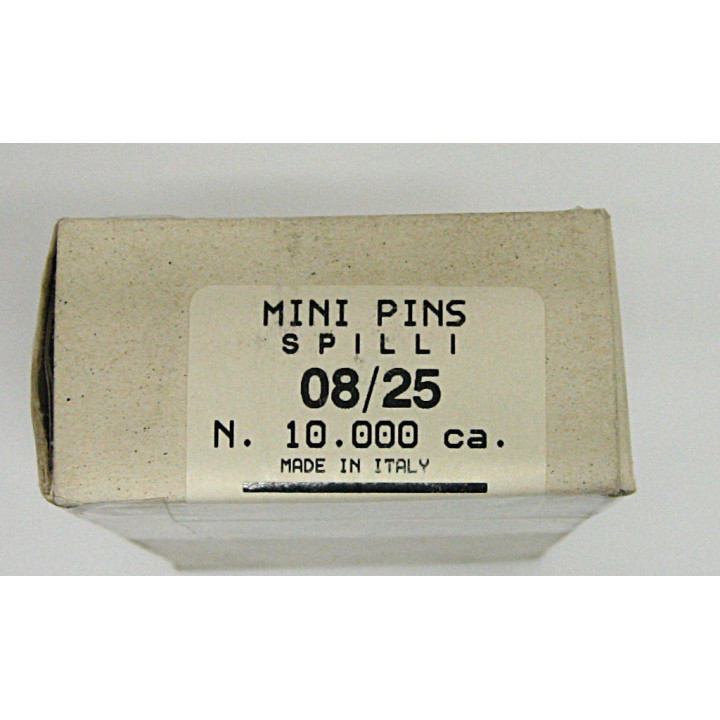 MINI PINS
SPILLI
08/25
N. 10.000 ca.
MADE IN ITALY